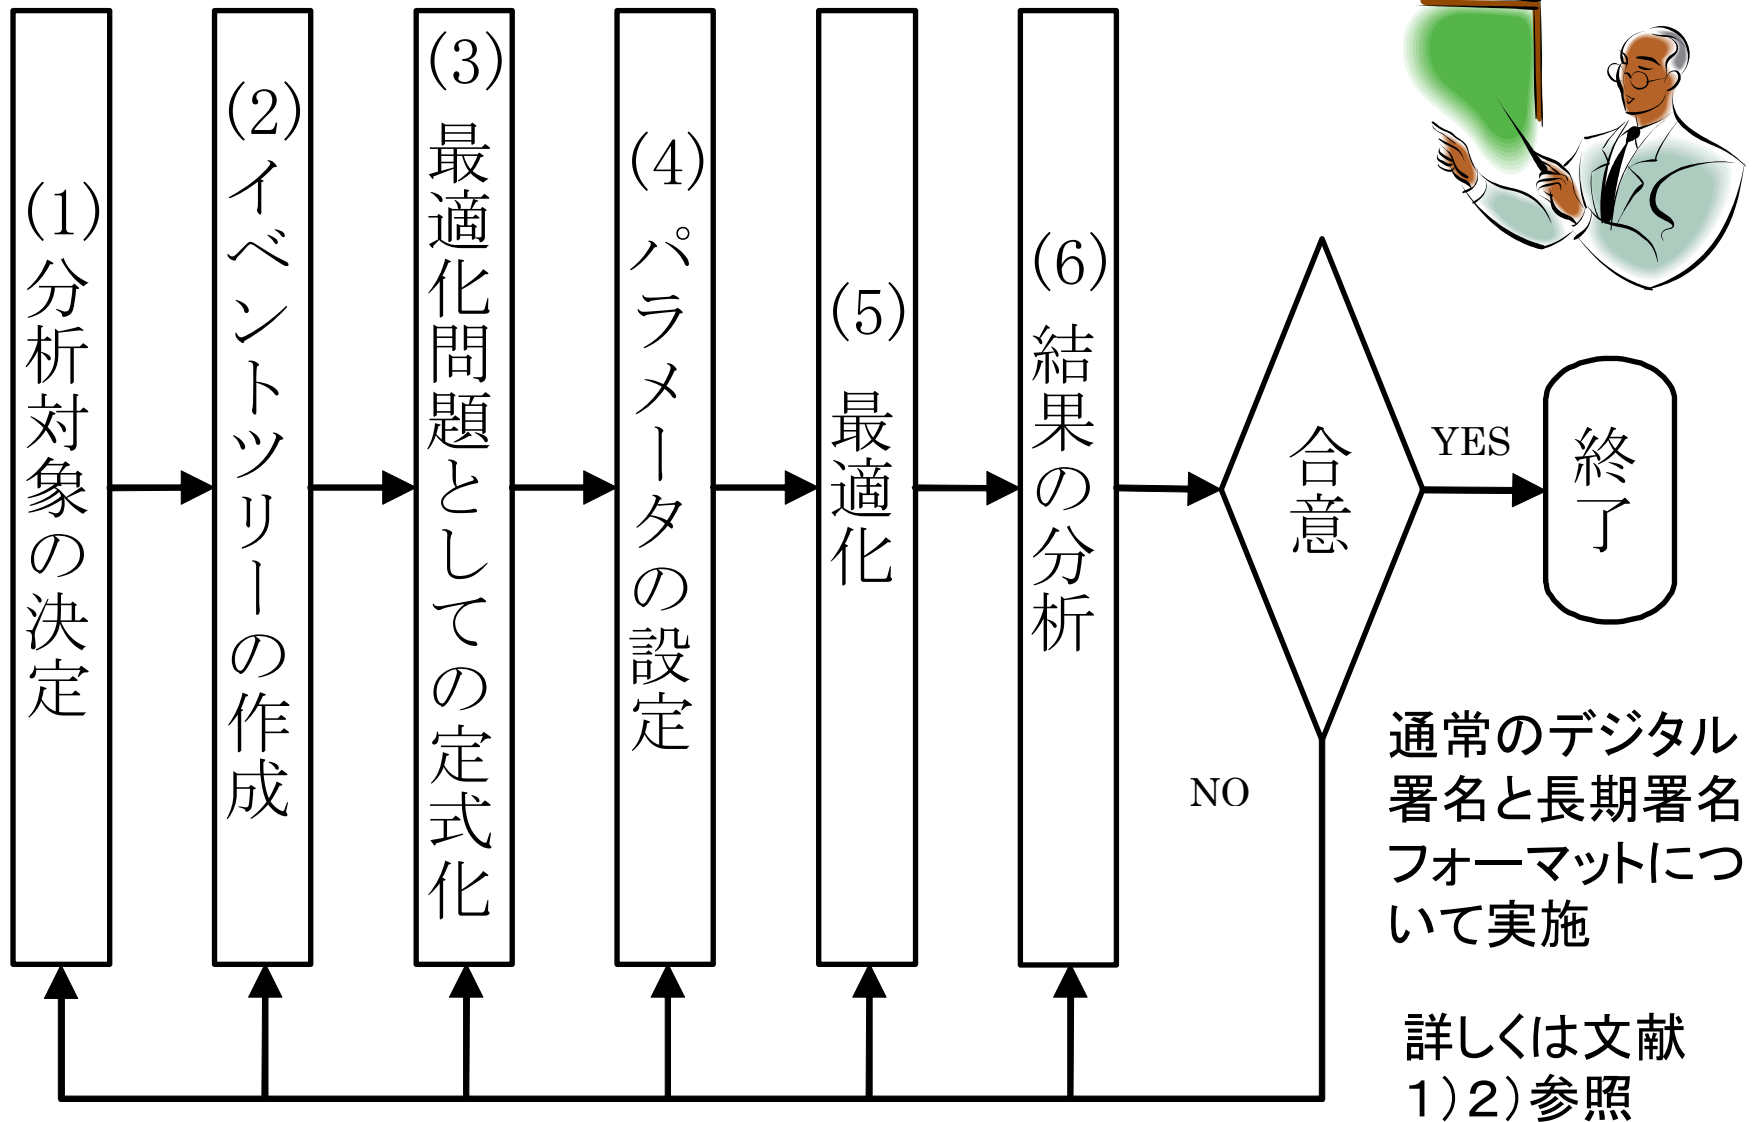 (1)分析対象の決定
(2)イベントツリーの作成
(3)最適化問題としての定式化
(4)パラメータの設定
(5)最適化
(6)結果の分析
合意
YES
終了
NO
通常のデジタル
署名と長期署名
フォーマットにつ
いて実施
詳しくは文献
1)2)参照